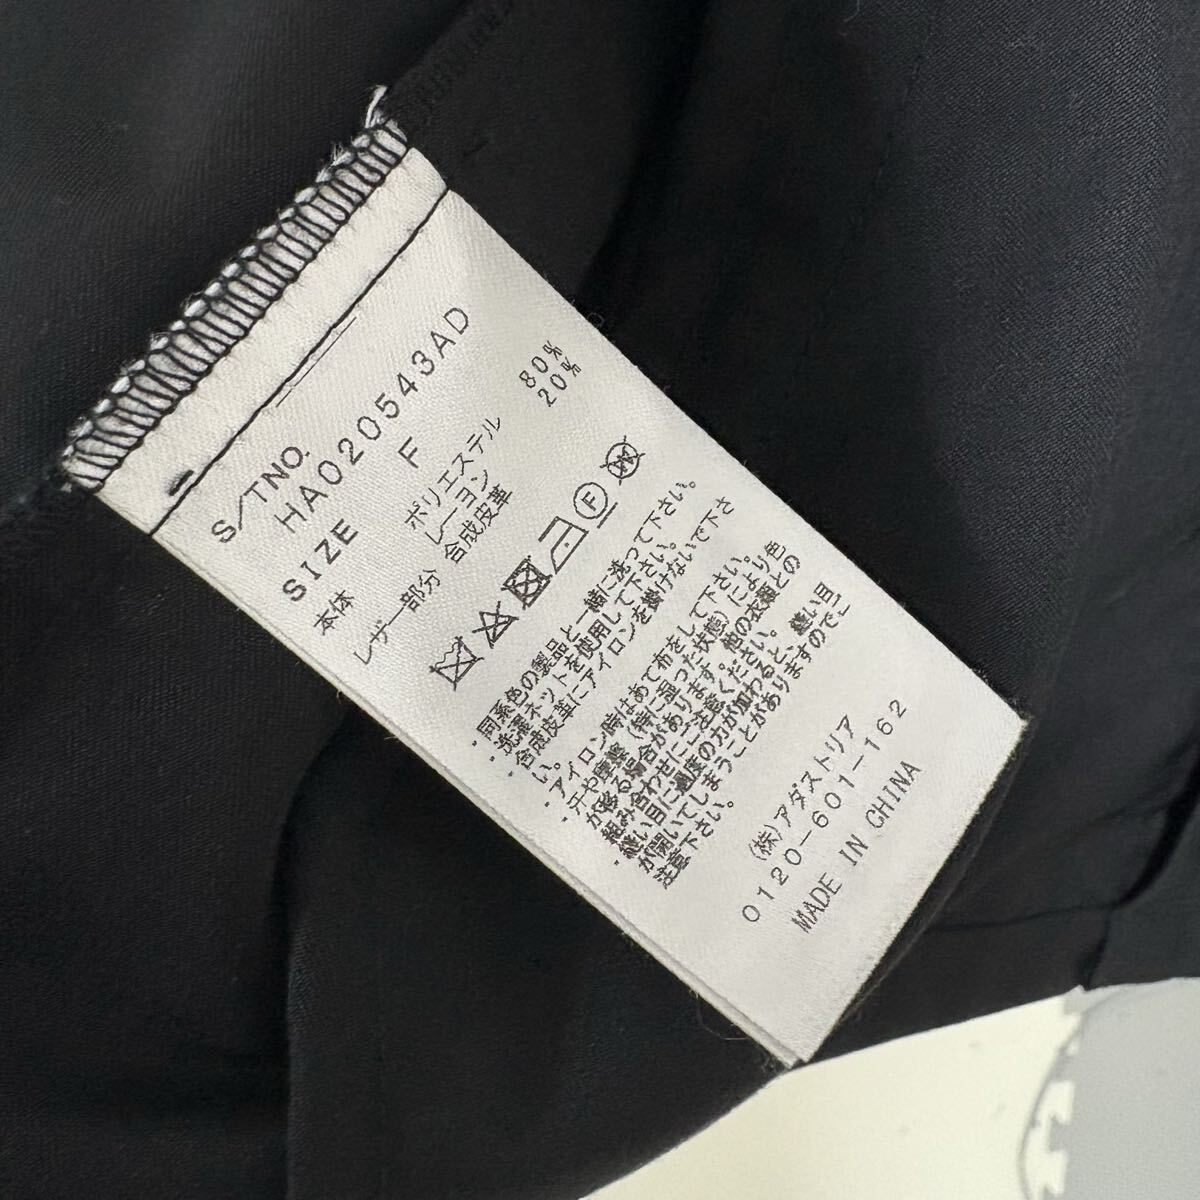 S/TNO.
HA020543AD
SIZE F
本体 ポリエステル 80%
レーヨン 20%
レザー部分 合成皮革
F
W
・同系色の製品と一緒に洗って下さい。
・洗濯ネットを使用して下さい。
・合成皮革にアイロンを掛けないで下さ
い。
・アイロン時はあて布をして下さい。
・汗や摩擦(特に湿った状態)により色
が移る場合があります。他の衣類との
組み合わせにご注意ください。
・縫い目に過度の力が加わると、縫い目
が開いてしまうことがありますのでご
注意下さい。
(株)アダストリア
0120-601-162
MADE IN CHINA